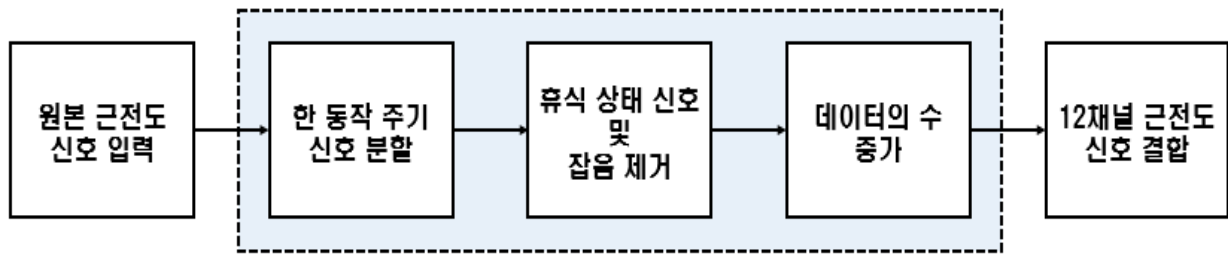 원본 근전도
신호 입력
한 동작 주기
신호 분할
휴식 상태 신호
및
잡음 제거
데이터의 수
증가
12채널 근전도
신호 결합